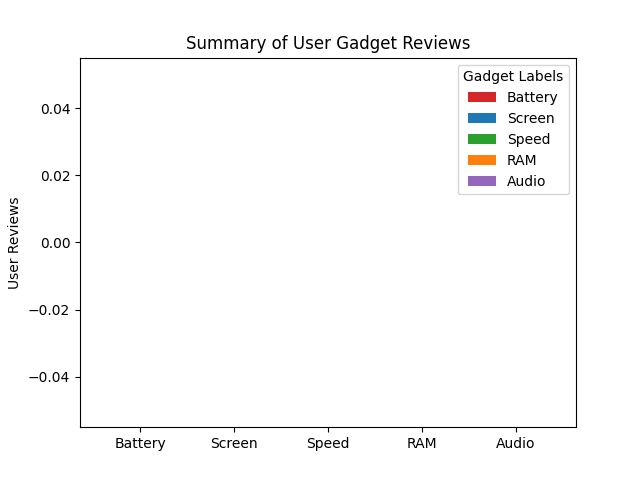 Summary of User Gadget Reviews
Gadget Labels
Battery
Screen
Speed
RAM
Audio
User Reviews
0.04
0.02
0.00
−0.02
−0.04
Battery Screen Speed RAM Audio